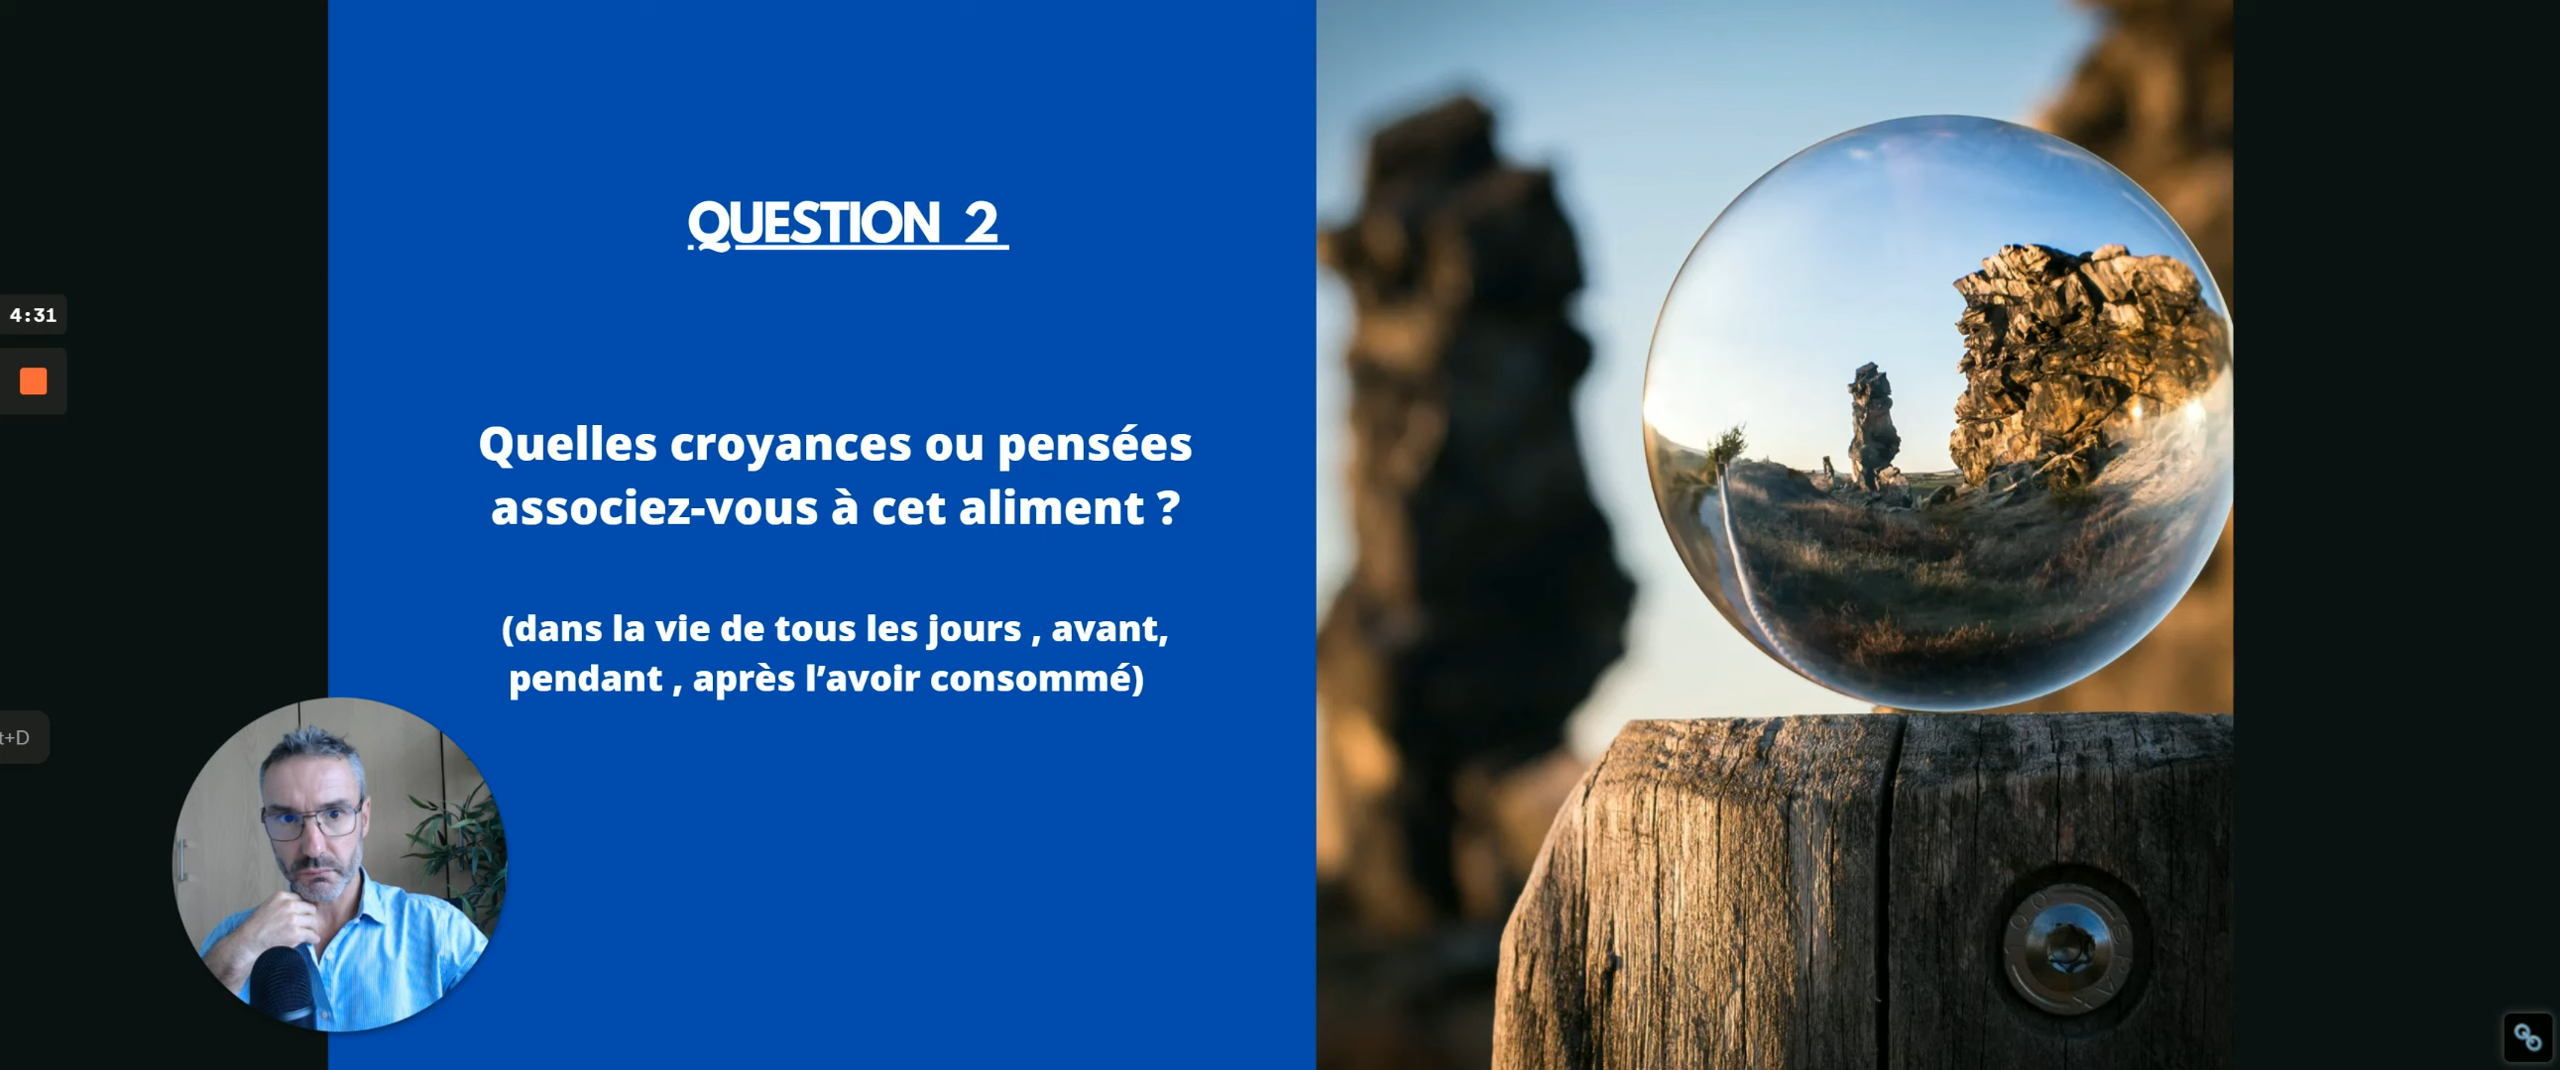 QUESTION 2
4:31
Quelles croyances ou pensées
associez-vous à cet aliment ?
(dans la vie de tous les jours , avant,
pendant , après l’avoir consommé)
t+D